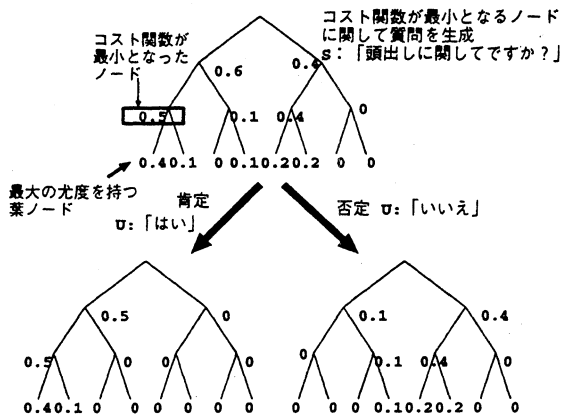 コスト関数が
最小となった
ノード
コスト関数が最小となるノード
に関して質問を生成
S:「頭出しに関してですか?」
0.6
0.4
0.5
0.1
0.4
0
0.4 0.1 0 0.1 0.2 0.2 0 0
最大の尤度を持つ
葉ノード
肯定
U:「はい」
否定 U:「いいえ」
0.5
0
0.5
0
0
0
0.4 0.1 0 0 0 0 0 0
0.1
0.4
0
0.1
0.4
0
0 0 0 0.1 0.2 0.2 0 0